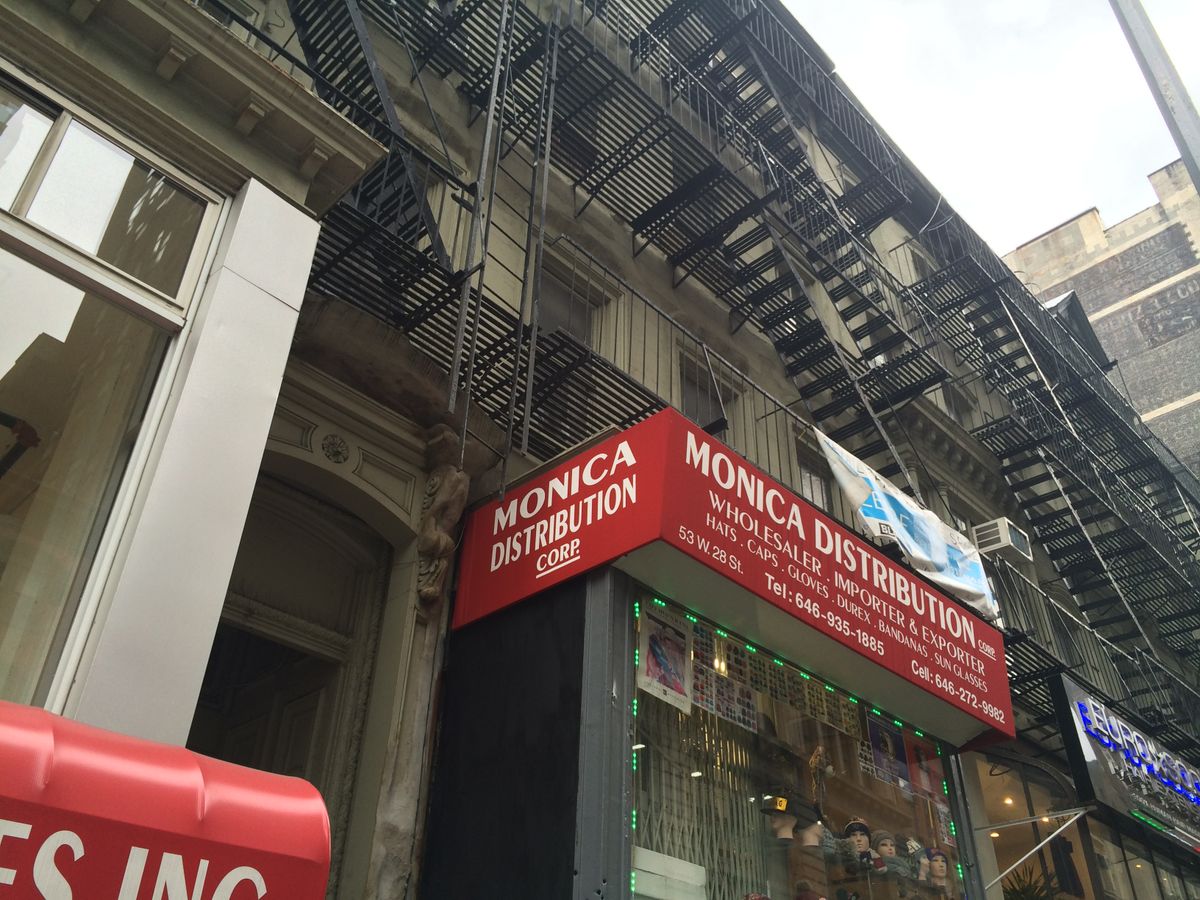 MONICA
DISTRIBUTION
CORP.
MONICA DISTRIBUTION CORP.
WHOLESALER IMPORTER & EXPORTER
HATS . CAPS . GLOVES . DUREX . BANDANAS . SUN GLASSES
53 W. 28 St.
Tel: 646-935-1885
Cell: 646-272-9982
ES INC